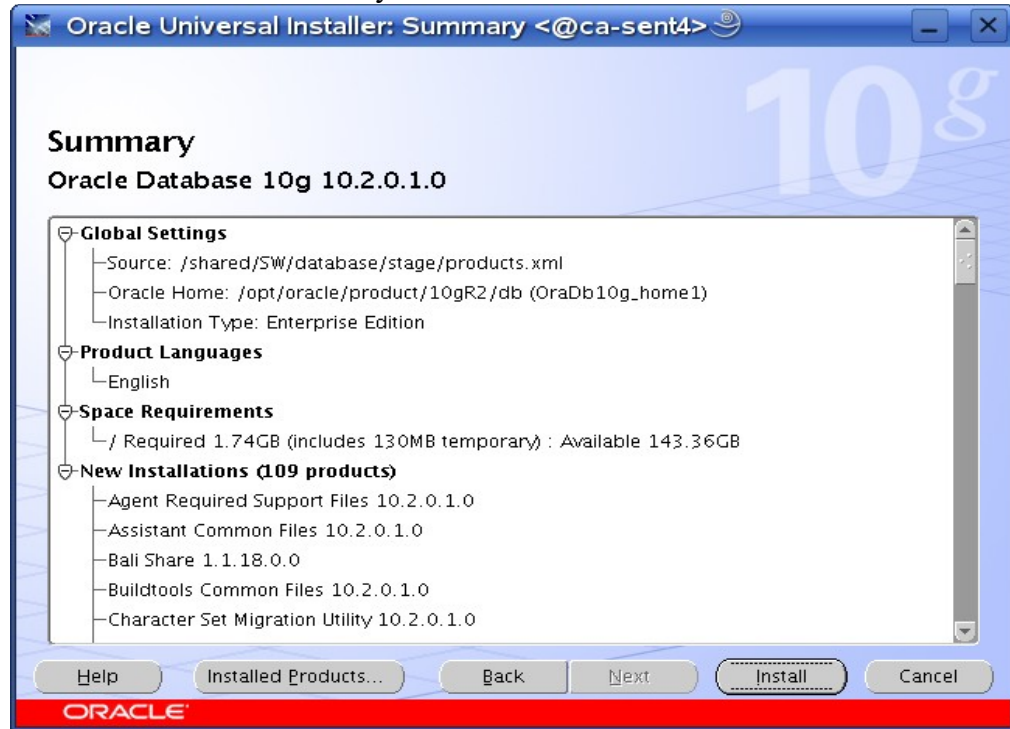 Oracle Universal Installer: Summary <@ca-sent4>
10g
Summary
Oracle Database 10g 10.2.0.1.0
Global Settings
Source: /shared/SW/database/stage/products.xml
Oracle Home: /opt/oracle/product/10gR2/db (OraDb10g_home1)
Installation Type: Enterprise Edition
Product Languages
English
Space Requirements
/ Required 1.74GB (includes 130MB temporary) : Available 143.36GB
New Installations (109 products)
Agent Required Support Files 10.2.0.1.0
Assistant Common Files 10.2.0.1.0
Bali Share 1.1.18.0.0
Buildtools Common Files 10.2.0.1.0
Character Set Migration Utility 10.2.0.1.0
Help Installed Products... Back Next Install Cancel
ORACLE